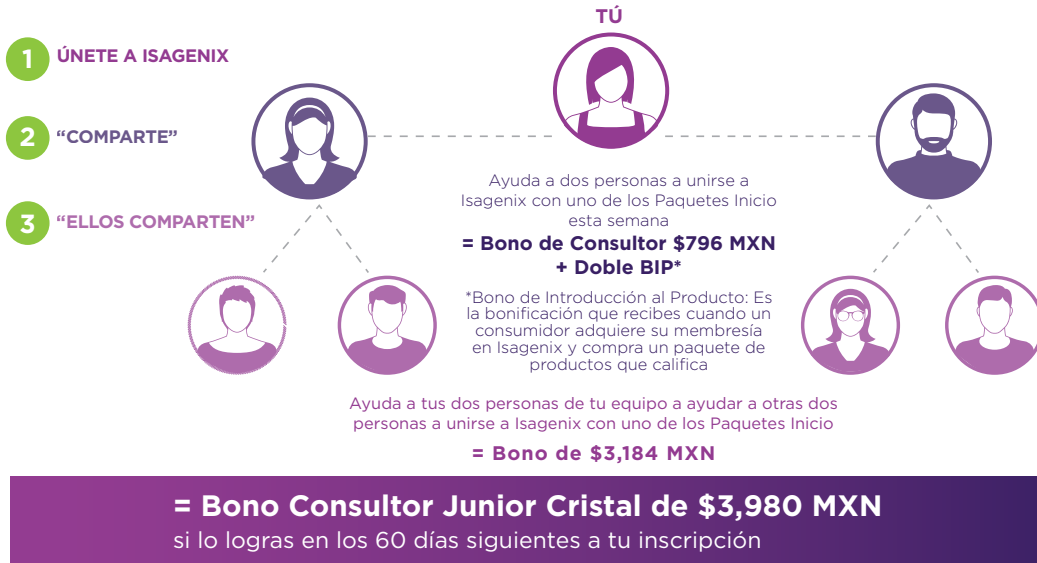 TÚ
1 ÚNETE A ISAGENIX
2 “COMPARTE”
3 “ELLOS COMPARTEN”
Ayuda a dos personas a unirse a
Isagenix con uno de los Paquetes Inicio
esta semana
= Bono de Consultor $796 MXN
+ Doble BIP*
*Bono de Introducción al Producto: Es
la bonificación que recibes cuando un
consumidor adquiere su membresía
en Isagenix y compra un paquete de
productos que califica
Ayuda a tus dos personas de tu equipo a ayudar a otras dos
personas a unirse a Isagenix con uno de los Paquetes Inicio
= Bono de $3,184 MXN
= Bono Consultor Junior Cristal de $3,980 MXN
si lo logras en los 60 días siguientes a tu inscripción